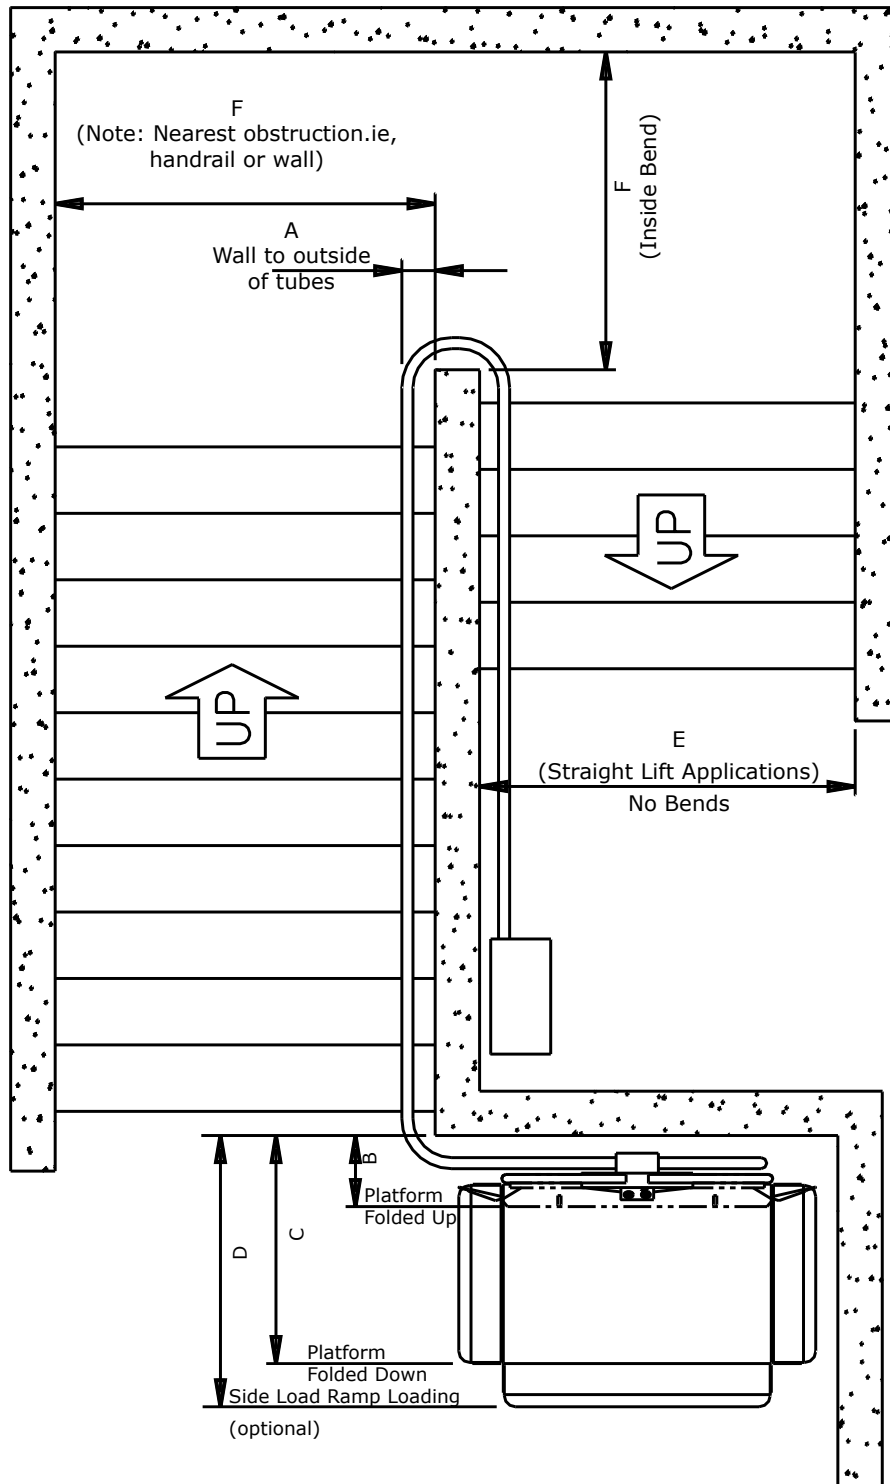 F
(Note: Nearest obstruction.ie,
handrail or wall)
F
(Inside Bend)
A
Wall to outside
of tubes
UP
UP
E
(Straight Lift Applications)
No Bends
B
Platform
Folded Up
C
D
Platform
Folded Down
Side Load Ramp Loading
(optional)